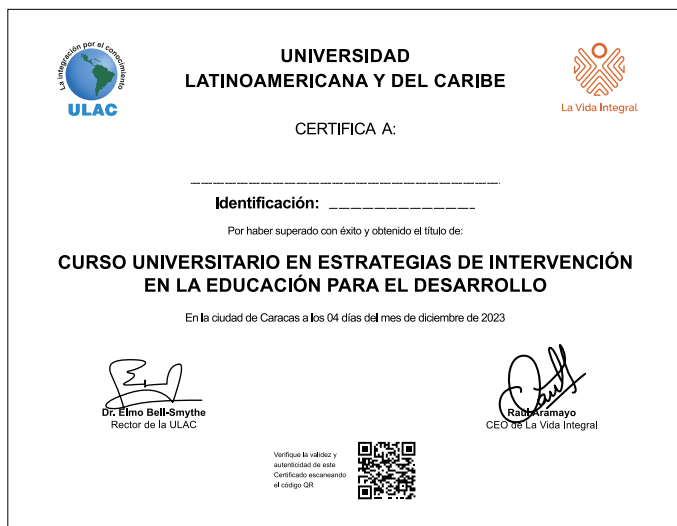 La integración por el conocimiento
ULAC
UNIVERSIDAD
LATINOAMERICANA Y DEL CARIBE
La Vida Integral
CERTIFICA A:
Identificación:
Por haber superado con éxito y obtenido el título de:
CURSO UNIVERSITARIO EN ESTRATEGIAS DE INTERVENCIÓN
EN LA EDUCACIÓN PARA EL DESARROLLO
En la ciudad de Caracas a los 04 días del mes de diciembre de 2023
Dr. Elmo Bell-Smythe
Rector de la ULAC
Raúl Aramayo
CEO de La Vida Integral
Verifique la validez y
autenticidad de este
Certificado escaneando
el código QR